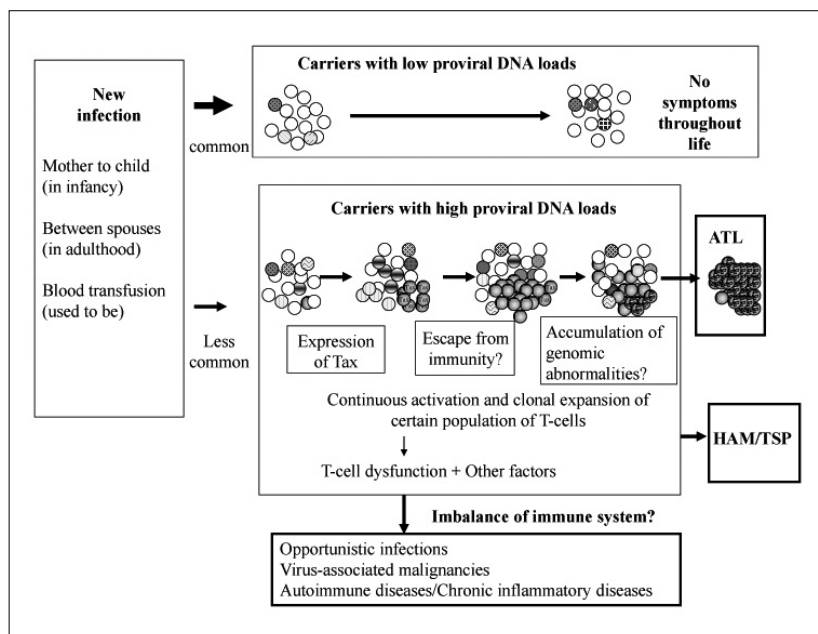 New
infection
Mother to child
(in infancy)
Between spouses
(in adulthood)
Blood transfusion
(used to be)
common
Less
common
Carriers with low proviral DNA loads
No
symptoms
throughout
life
Carriers with high proviral DNA loads
Expression
of Tax
Escape from
immunity?
Accumulation of
genomic
abnormalities?
Continuous activation and clonal expansion of
certain population of T-cells
T-cell dysfunction + Other factors
ATL
HAM/TSP
Imbalance of immune system?
Opportunistic infections
Virus-associated malignancies
Autoimmune diseases/Chronic inflammatory diseases